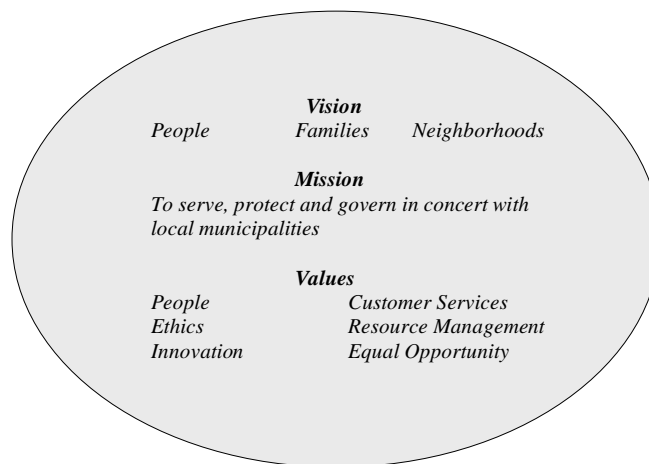 Vision
People Families Neighborhoods
Mission
To serve, protect and govern in concert with
local municipalities
Values
People Customer Services
Ethics Resource Management
Innovation Equal Opportunity